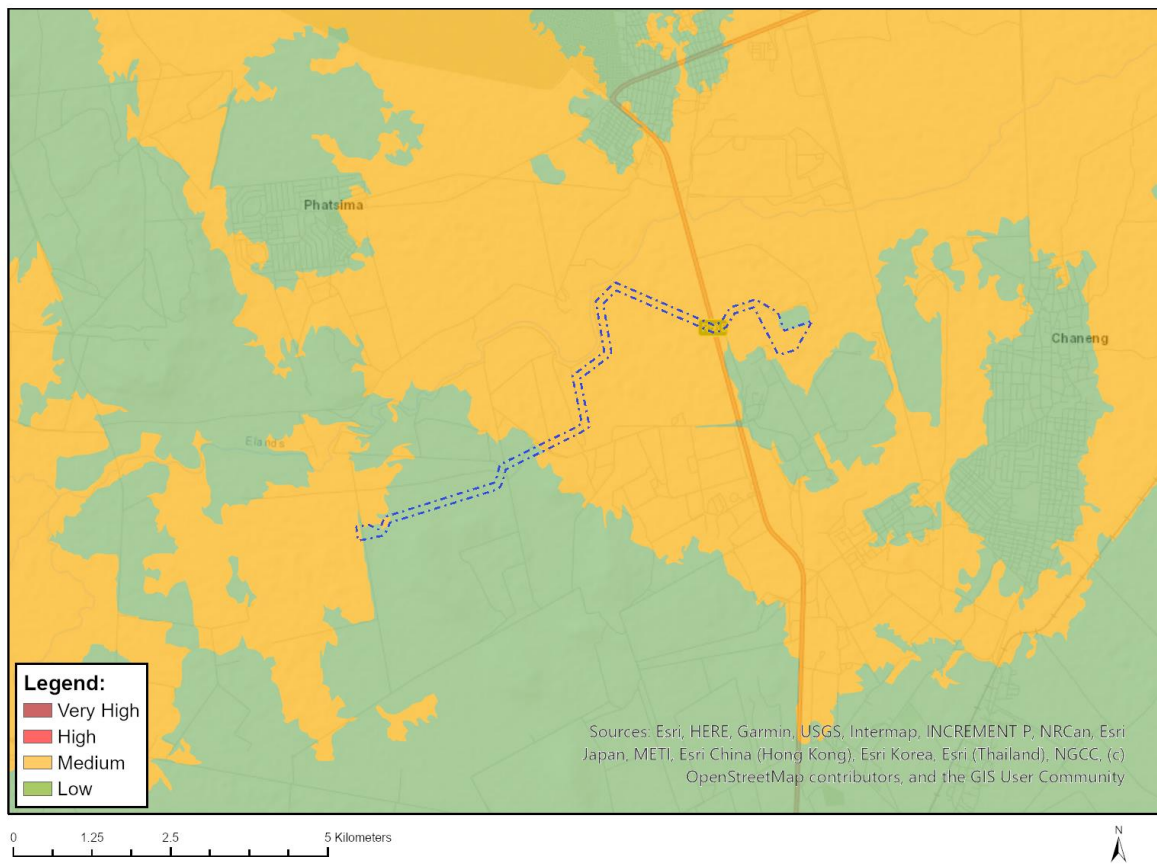 Phatsima
Chaneng
Elands
Legend:
Very High
High
Medium
Low
Sources: Esri, HERE, Garmin, USGS, Intermap, INCREMENT P, NRCan, Esri
Japan, METI, Esri China (Hong Kong), Esri Korea, Esri (Thailand), NGCC, (c)
OpenStreetMap contributors, and the GIS User Community
0 1.25 2.5 5 Kilometers
N